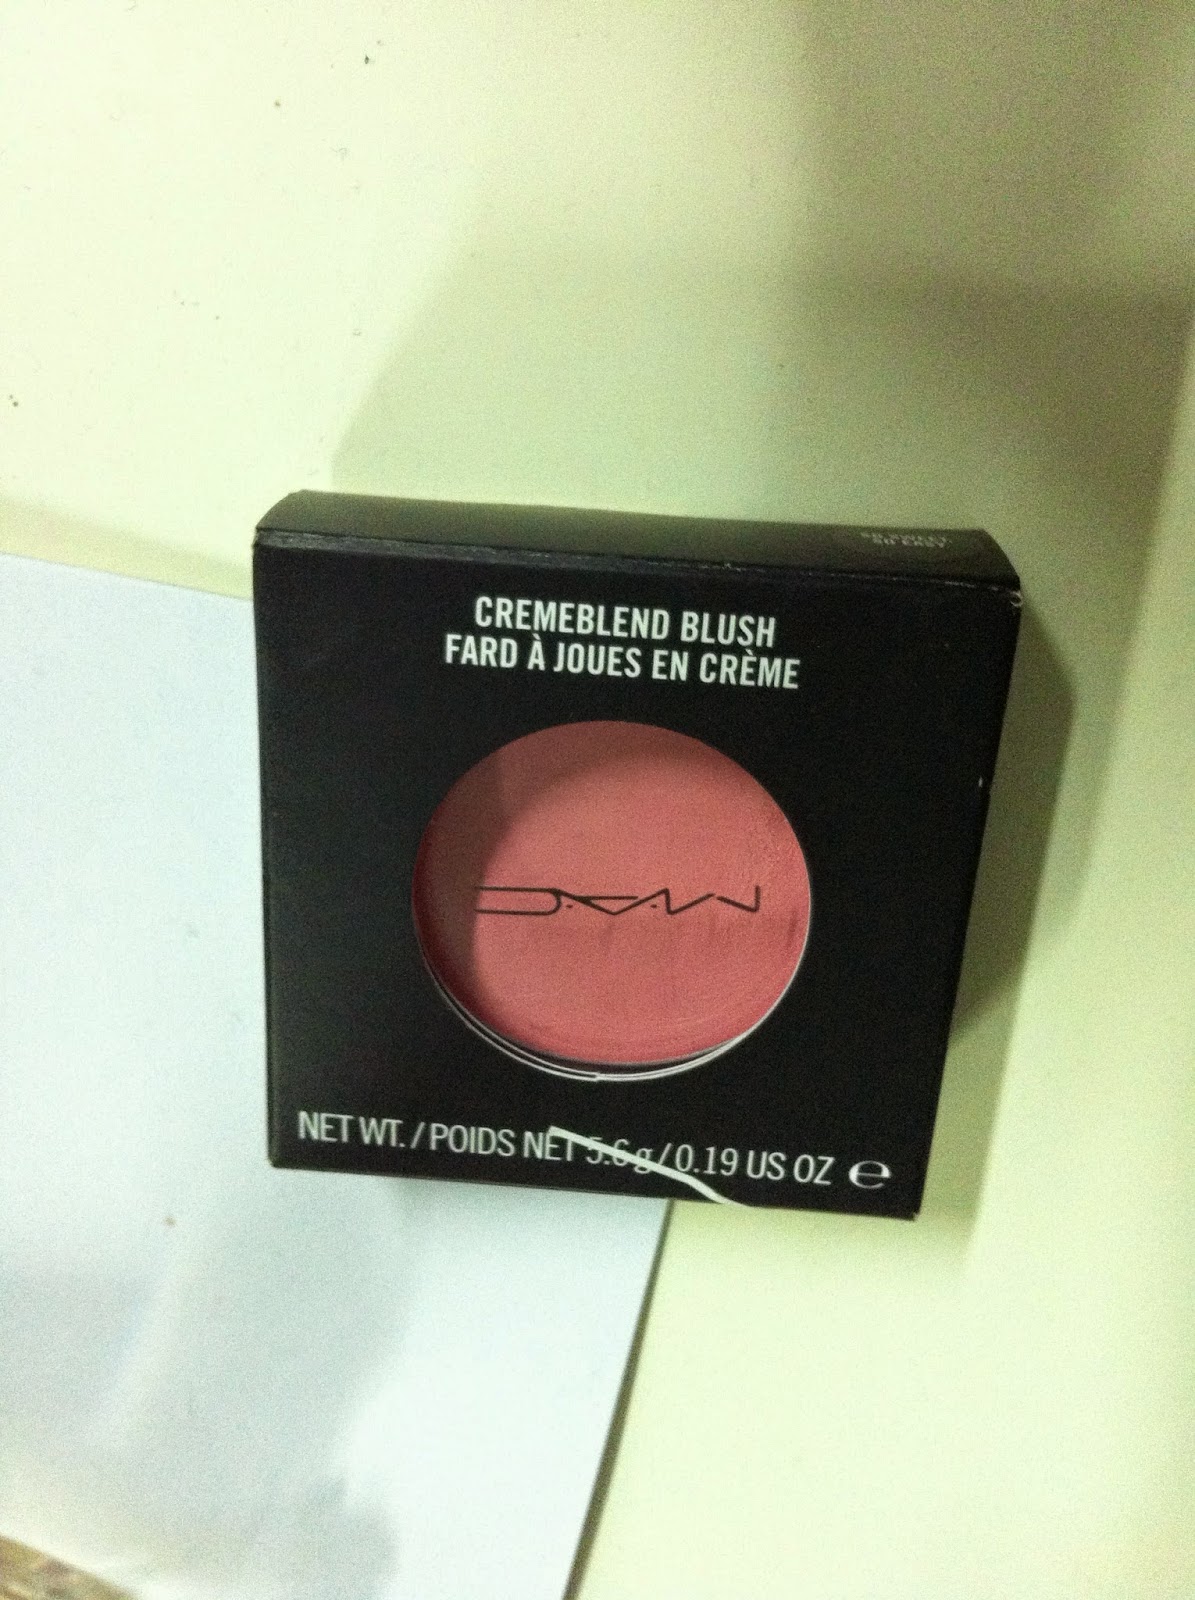 CREMEBLEND BLUSH
FARD À JOUES EN CRÈME
M·A·C
NET WT. / POIDS NET 5.6 g / 0.19 US OZ ℮